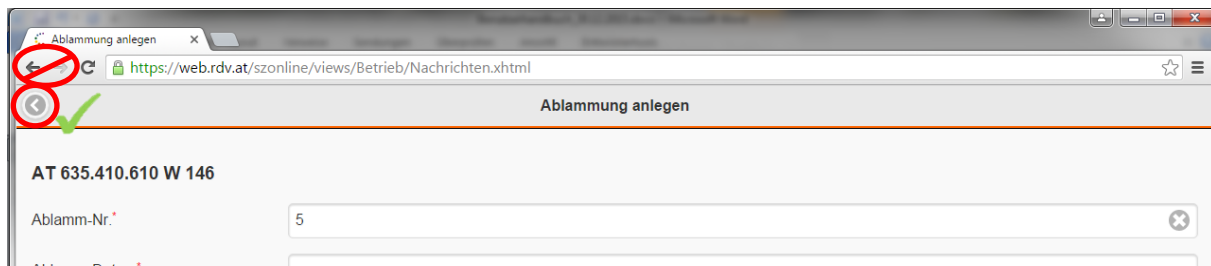 Ablammung anlegen
https://web.rdv.at/szonline/views/Betrieb/Nachrichten.xhtml
Ablammung anlegen
AT 635.410.610 W 146
Ablamm-Nr.* 5